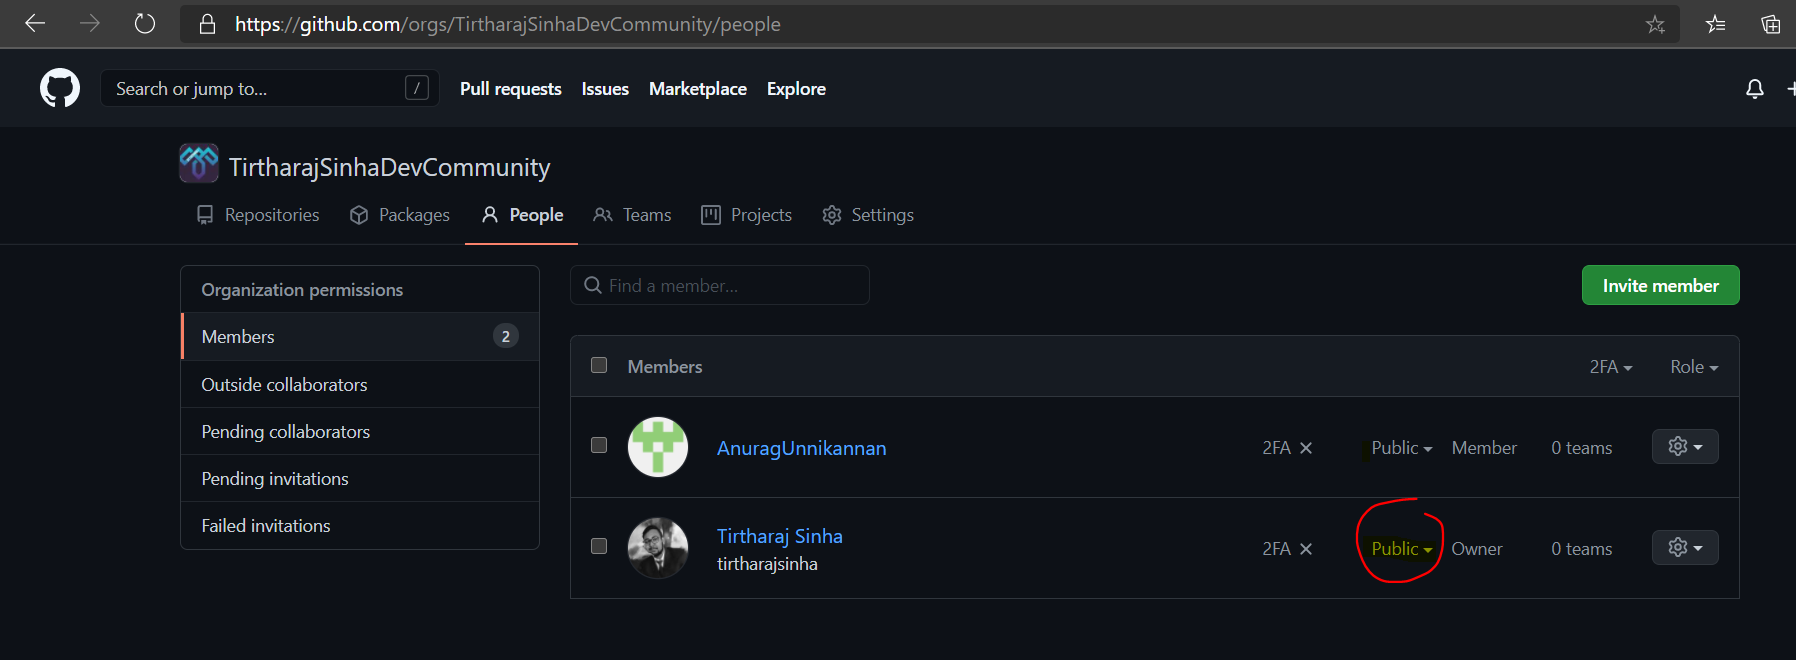 https://github.com/orgs/TirtharajSinhaDevCommunity/people
Search or jump to... / Pull requests Issues Marketplace Explore
TirtharajSinhaDevCommunity
Repositories Packages People Teams Projects Settings
Organization permissions
Members 2
Outside collaborators
Pending collaborators
Pending invitations
Failed invitations
Find a member...
Invite member
Members 2FA Role
AnuragUnnikannan 2FA Public Member 0 teams
Tirtharaj Sinha
tirtharajsinha
2FA Public Owner 0 teams